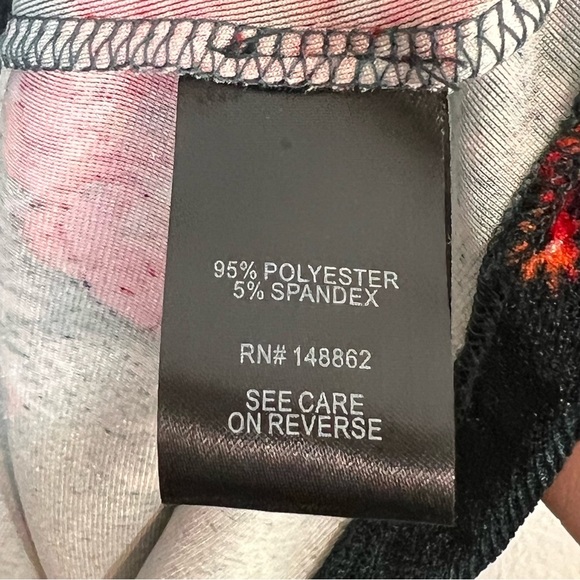 95% POLYESTER
5% SPANDEX
RN# 148862
SEE CARE
ON REVERSE